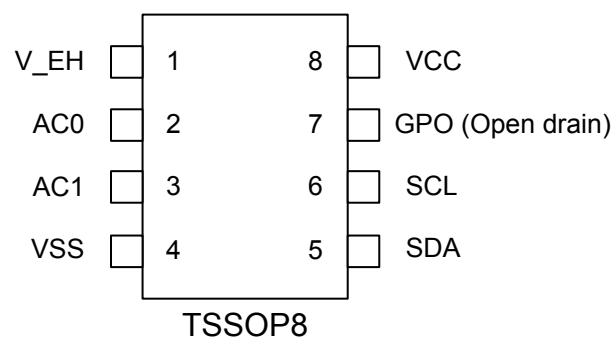 V_EH 1 8 VCC
AC0 2 7 GPO (Open drain)
AC1 3 6 SCL
VSS 4 5 SDA
TSSOP8